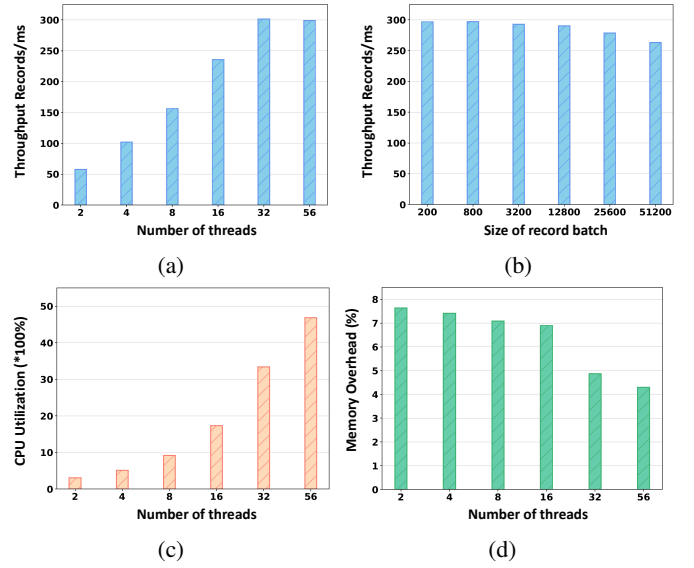 300
250
200
150
100
50
0
Throughput Records/ms
2 4 8 16 32 56
Number of threads
(a)
300
250
200
150
100
50
0
Throughput Records/ms
200 800 3200 12800 25600 51200
Size of record batch
(b)
50
40
30
20
10
0
CPU Utilization (*100%)
2 4 8 16 32 56
Number of threads
(c)
8
7
6
5
4
3
2
1
0
Memory Overhead (%)
2 4 8 16 32 56
Number of threads
(d)